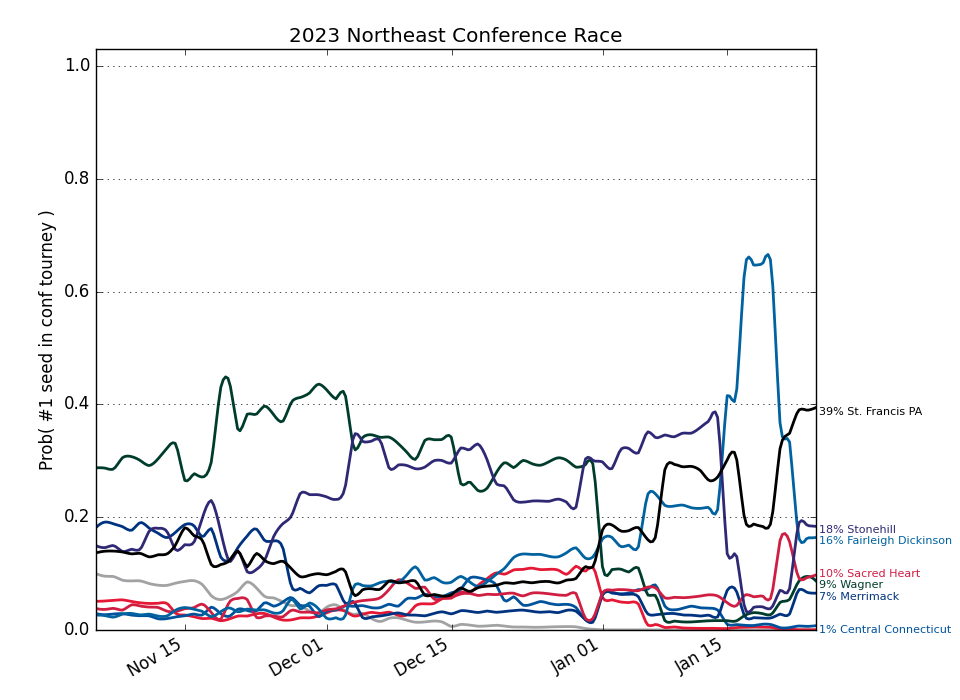 2023 Northeast Conference Race
Prob( #1 seed in conf tourney )
1.0
0.8
0.6
0.4
0.2
0.0
Nov 15
Dec 01
Dec 15
Jan 01
Jan 15
39% St. Francis PA
18% Stonehill
16% Fairleigh Dickinson
10% Sacred Heart
9% Wagner
7% Merrimack
1% Central Connecticut